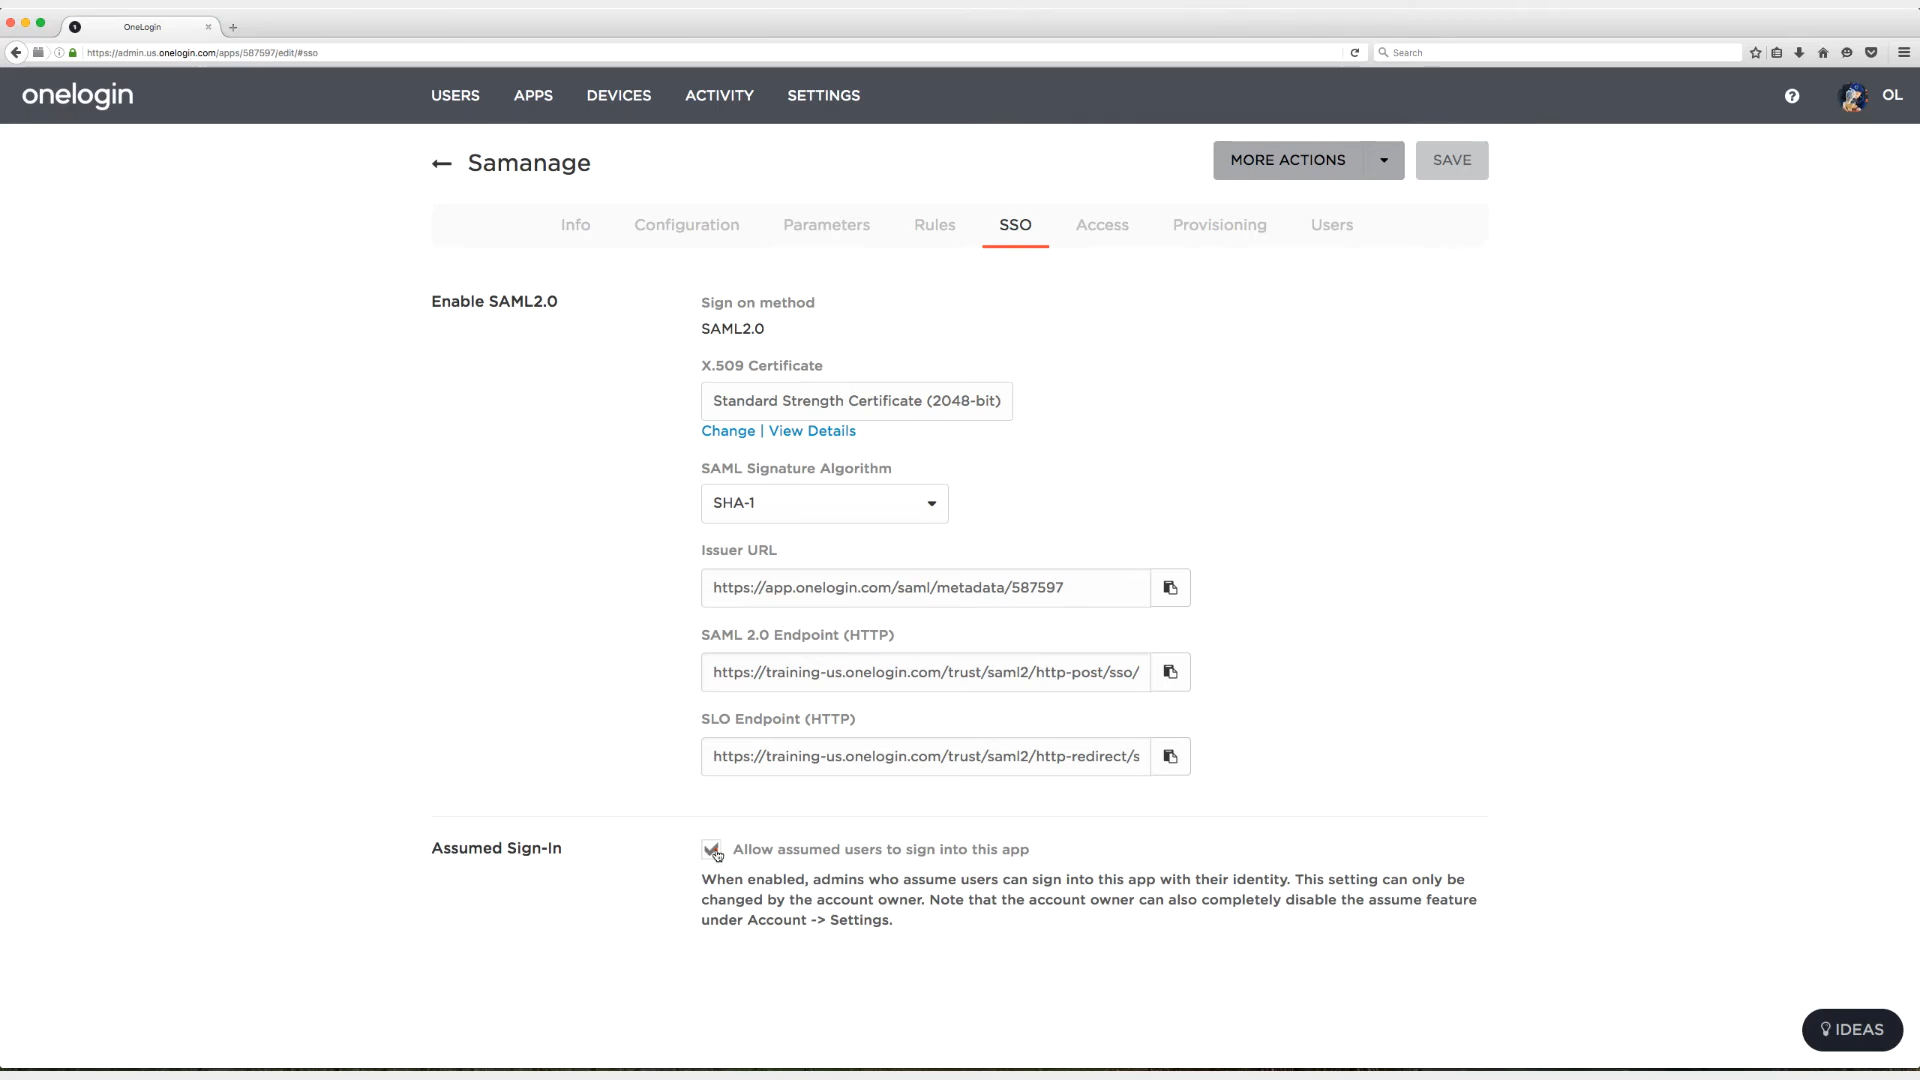 OneLogin
https://admin.us.onelogin.com/apps/587597/edit/#sso
Search
onelogin
USERS
APPS
DEVICES
ACTIVITY
SETTINGS
OL
Samanage
MORE ACTIONS
SAVE
Info
Configuration
Parameters
Rules
SSO
Access
Provisioning
Users
Enable SAML2.0
Sign on method
SAML2.0
X.509 Certificate
Standard Strength Certificate (2048-bit)
Change | View Details
SAML Signature Algorithm
SHA-1
Issuer URL
https://app.onelogin.com/saml/metadata/587597
SAML 2.0 Endpoint (HTTP)
https://training-us.onelogin.com/trust/saml2/http-post/sso/
SLO Endpoint (HTTP)
https://training-us.onelogin.com/trust/saml2/http-redirect/s
Assumed Sign-In
Allow assumed users to sign into this app
When enabled, admins who assume users can sign into this app with their identity. This setting can only be
changed by the account owner. Note that the account owner can also completely disable the assume feature
under Account -> Settings.
IDEAS